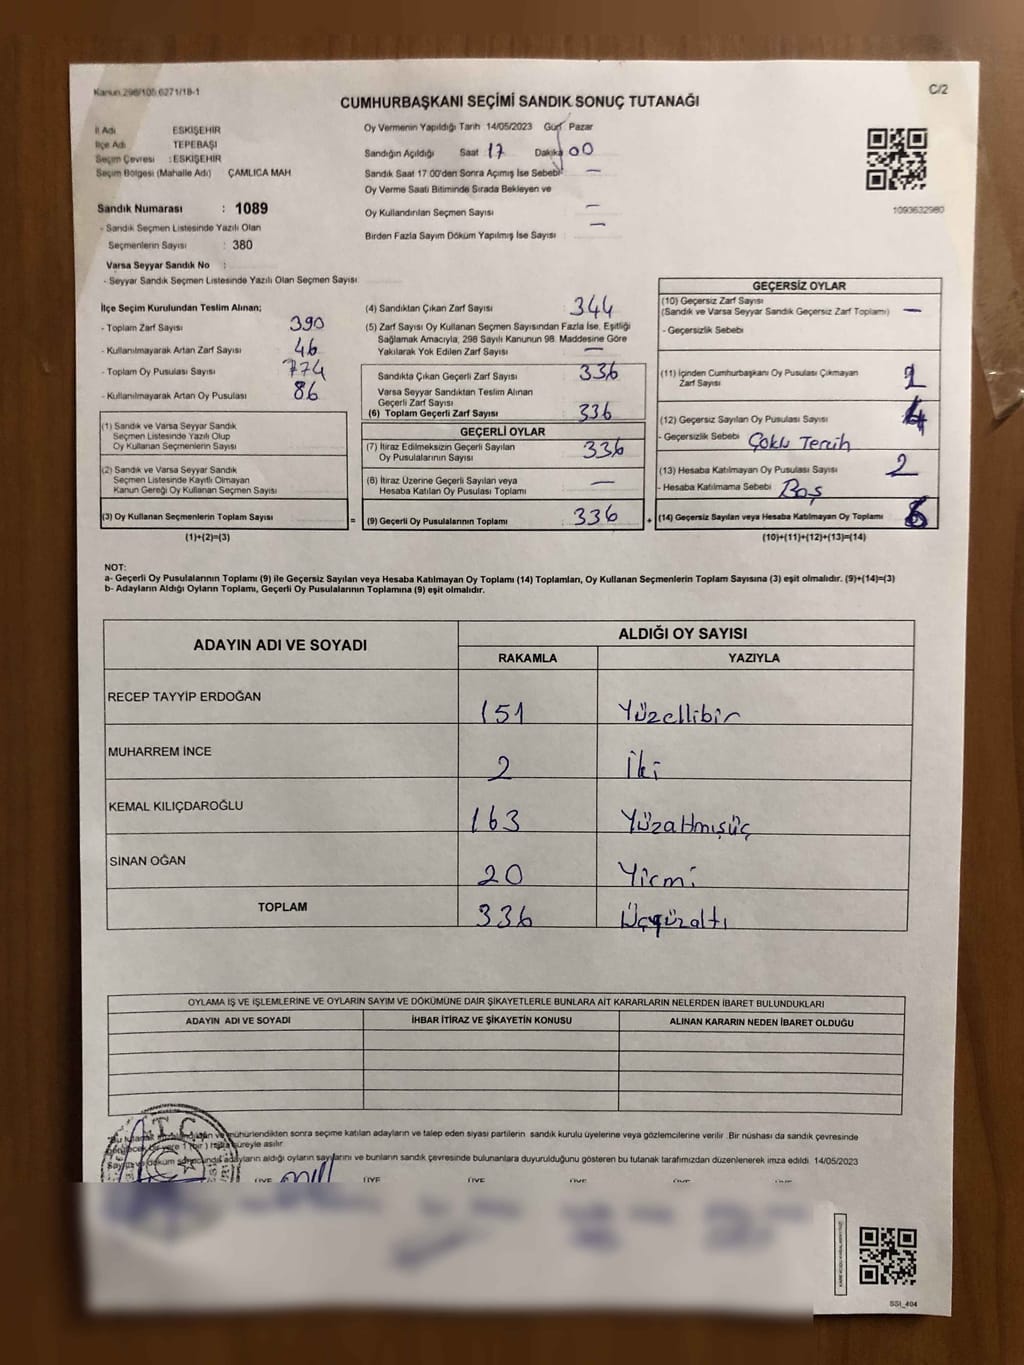 Kanun.298/105.6271/18-1
C/2
CUMHURBAŞKANI SEÇİMİ SANDIK SONUÇ TUTANAĞI
İl Adı ESKİŞEHİR
İlçe Adı TEPEBAŞI
Seçim Çevresi : ESKİŞEHİR
Seçim Bölgesi (Mahalle Adı) ÇAMLICA MAH
Sandık Numarası : 1089
- Sandık Seçmen Listesinde Yazılı Olan
Seçmenlerin Sayısı : 380
Varsa Seyyar Sandık No :
- Seyyar Sandık Seçmen Listesinde Yazılı Olan Seçmen Sayısı
Oy Vermenin Yapıldığı Tarih 14/05/2023 Gün Pazar
Sandığın Açıldığı Saat 17 Dakika 00
Sandık Saat 17:00'den Sonra Açımış İse Sebebi —
Oy Verme Saati Bitiminde Sırada Bekleyen ve
Oy Kullandırılan Seçmen Sayısı —
Birden Fazla Sayım Döküm Yapılmış İse Sayısı —
1093632980
İlçe Seçim Kurulundan Teslim Alınan;
- Toplam Zarf Sayısı 390
- Kullanılmayarak Artan Zarf Sayısı 46
- Toplam Oy Pusulası Sayısı 774
- Kullanılmayarak Artan Oy Pusulası 86
(1) Sandık ve Varsa Seyyar Sandık
Seçmen Listesinde Yazılı Olup
Oy Kullanan Seçmenlerin Sayısı
(2) Sandık ve Varsa Seyyar Sandık
Seçmen Listesinde Kayıtlı Olmayan
Kanun Gereği Oy Kullanan Seçmen Sayısı
(3) Oy Kullanan Seçmenlerin Toplam Sayısı =
(1)+(2)=(3)
(4) Sandıktan Çıkan Zarf Sayısı 344
(5) Zarf Sayısı Oy Kullanan Seçmen Sayısından Fazla İse, Eşitliği
Sağlamak Amacıyla, 298 Sayılı Kanunun 98. Maddesine Göre
Yakılarak Yok Edilen Zarf Sayısı —
Sandıkta Çıkan Geçerli Zarf Sayısı 336
Varsa Seyyar Sandıktan Teslim Alınan
Geçerli Zarf Sayısı
(6) Toplam Geçerli Zarf Sayısı 336
GEÇERLİ OYLAR
(7) İtiraz Edilmeksizin Geçerli Sayılan
Oy Pusulalarının Sayısı 336
(8) İtiraz Üzerine Geçerli Sayılan veya
Hesaba Katılan Oy Pusulası Toplamı —
(9) Geçerli Oy Pusulalarının Toplamı 336 +
GEÇERSİZ OYLAR
(10) Geçersiz Zarf Sayısı
(Sandık ve Varsa Seyyar Sandık Geçersiz Zarf Toplamı) —
- Geçersizlik Sebebi
(11) İçinden Cumhurbaşkanı Oy Pusulası Çıkmayan
Zarf Sayısı
(12) Geçersiz Sayılan Oy Pusulası Sayısı 4
- Geçersizlik Sebebi Çoklu Tercih
(13) Hesaba Katılmayan Oy Pusulası Sayısı 2
- Hesaba Katılmama Sebebi Boş
(14) Geçersiz Sayılan veya Hesaba Katılmayan Oy Toplamı
(10)+(11)+(12)+(13)=(14)
NOT:
a- Geçerli Oy Pusulalarının Toplamı (9) ile Geçersiz Sayılan veya Hesaba Katılmayan Oy Toplamı (14) Toplamları, Oy Kullanan Seçmenlerin Toplam Sayısına (3) eşit olmalıdır. (9)+(14)=(3)
b- Adayların Aldığı Oyların Toplamı, Geçerli Oy Pusulalarının Toplamına (9) eşit olmalıdır.
ADAYIN ADI VE SOYADI
ALDIĞI OY SAYISI
RAKAMLA YAZIYLA
RECEP TAYYİP ERDOĞAN 151 Yüzellibir
MUHARREM İNCE 2 İki
KEMAL KILIÇDAROĞLU 163 Yüzatmışüç
SİNAN OĞAN 20 Yirmi
TOPLAM 336 Üçyüzaltı
OYLAMA İŞ VE İŞLEMLERİNE VE OYLARIN SAYIM VE DÖKÜMÜNE DAİR ŞİKAYETLERLE BUNLARA AİT KARARLARIN NELERDEN İBARET BULUNDUKLARI
ADAYIN ADI VE SOYADI İHBAR İTİRAZ VE ŞİKAYETİN KONUSU ALINAN KARARIN NEDEN İBARET OLDUĞU
T.C.
mühürlendikten sonra seçime katılan adayların ve talep eden siyasi partilerin sandık kurulu üyelerine veya gözlemcilerine verilir. Bir nüshası da sandık çevresinde
süreyle asılır.
adayların aldığı oyların sayılarını ve bunların sandık çevresinde bulunanlara duyurulduğunu gösteren bu tutanak tarafımızdan düzenlenerek imza edildi. 14/05/2023
ÜYE ÜYE ÜYE ÜYE ÜYE
SSI_404